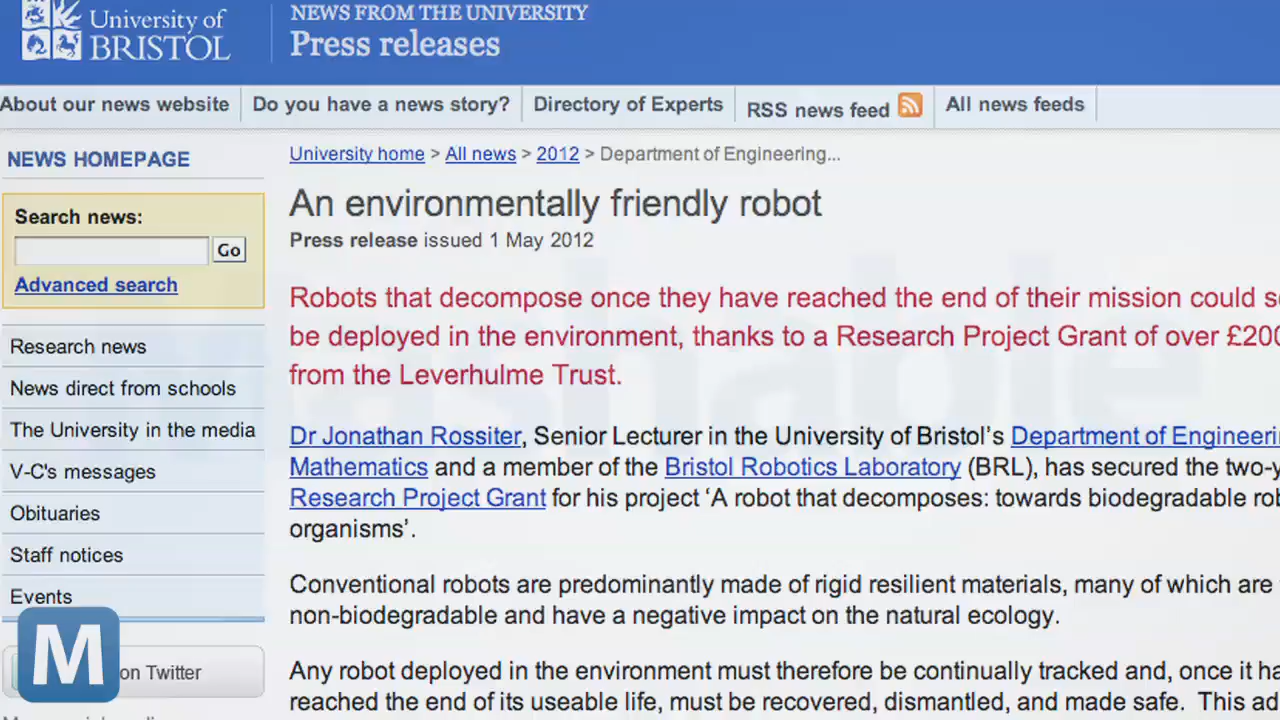 University of
BRISTOL
NEWS FROM THE UNIVERSITY
Press releases
About our news website
Do you have a news story?
Directory of Experts
RSS news feed
All news feeds
NEWS HOMEPAGE
Search news:
Go
Advanced search
Research news
News direct from schools
The University in the media
V-C's messages
Obituaries
Staff notices
Events
on Twitter
M
University home > All news > 2012 > Department of Engineering...
An environmentally friendly robot
Press release issued 1 May 2012
Robots that decompose once they have reached the end of their mission could
be deployed in the environment, thanks to a Research Project Grant of over £200
from the Leverhulme Trust.
Dr Jonathan Rossiter, Senior Lecturer in the University of Bristol’s Department of Engineeri
Mathematics and a member of the Bristol Robotics Laboratory (BRL), has secured the two-y
Research Project Grant for his project ‘A robot that decomposes: towards biodegradable rob
organisms’.
Conventional robots are predominantly made of rigid resilient materials, many of which are
non-biodegradable and have a negative impact on the natural ecology.
Any robot deployed in the environment must therefore be continually tracked and, once it ha
reached the end of its useable life, must be recovered, dismantled, and made safe. This ad